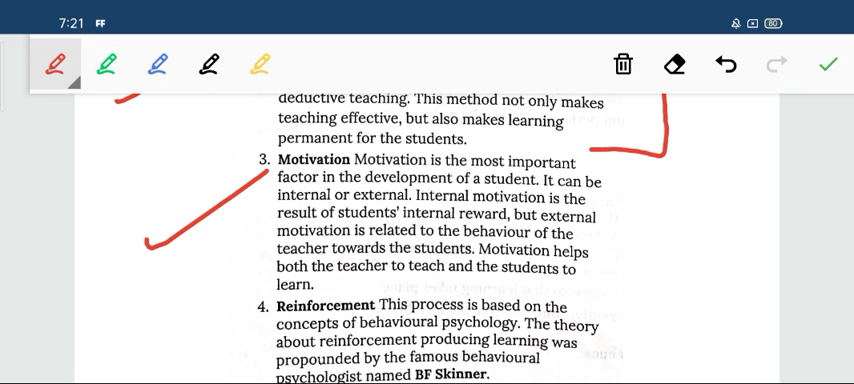 7:21 FF
80
deductive teaching. This method not only makes
teaching effective, but also makes learning
permanent for the students.
3. Motivation Motivation is the most important
factor in the development of a student. It can be
internal or external. Internal motivation is the
result of students' internal reward, but external
motivation is related to the behaviour of the
teacher towards the students. Motivation helps
both the teacher to teach and the students to
learn.
4. Reinforcement This process is based on the
concepts of behavioural psychology. The theory
about reinforcement producing learning was
propounded by the famous behavioural
psychologist named BF Skinner.